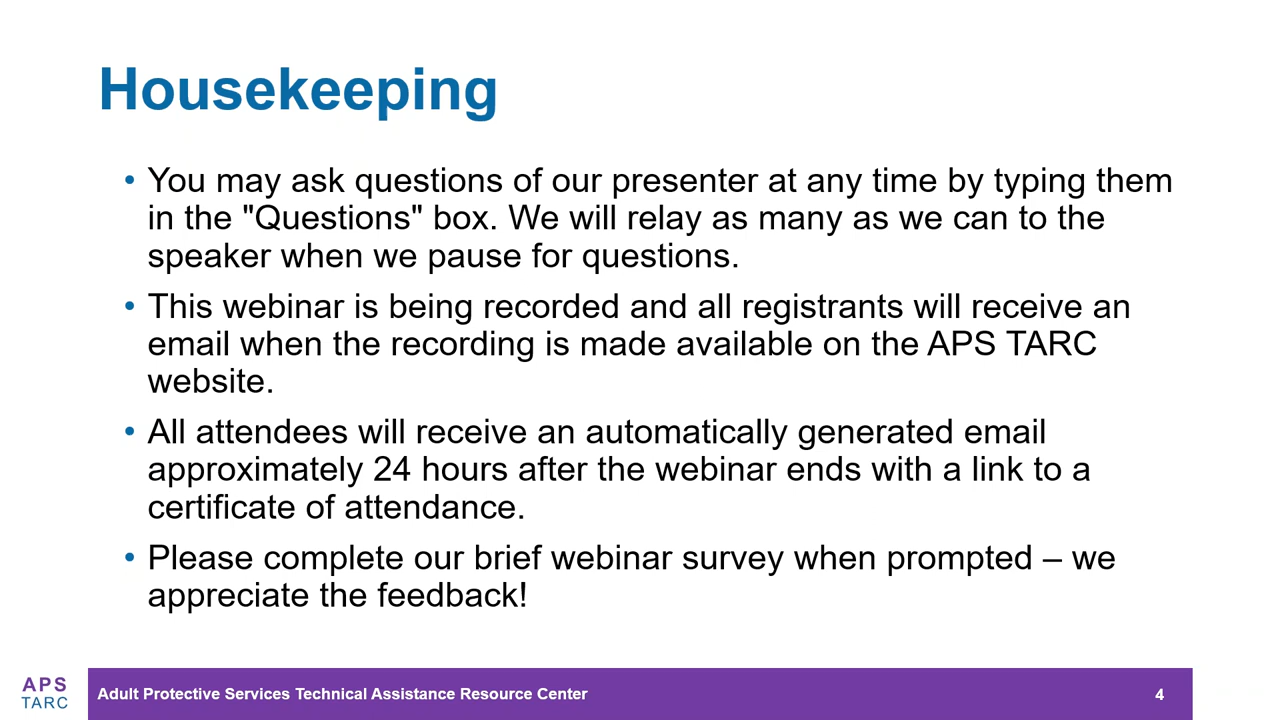 Housekeeping
• You may ask questions of our presenter at any time by typing them
in the "Questions" box. We will relay as many as we can to the
speaker when we pause for questions.
• This webinar is being recorded and all registrants will receive an
email when the recording is made available on the APS TARC
website.
• All attendees will receive an automatically generated email
approximately 24 hours after the webinar ends with a link to a
certificate of attendance.
• Please complete our brief webinar survey when prompted – we
appreciate the feedback!
APS
TARC
Adult Protective Services Technical Assistance Resource Center
4